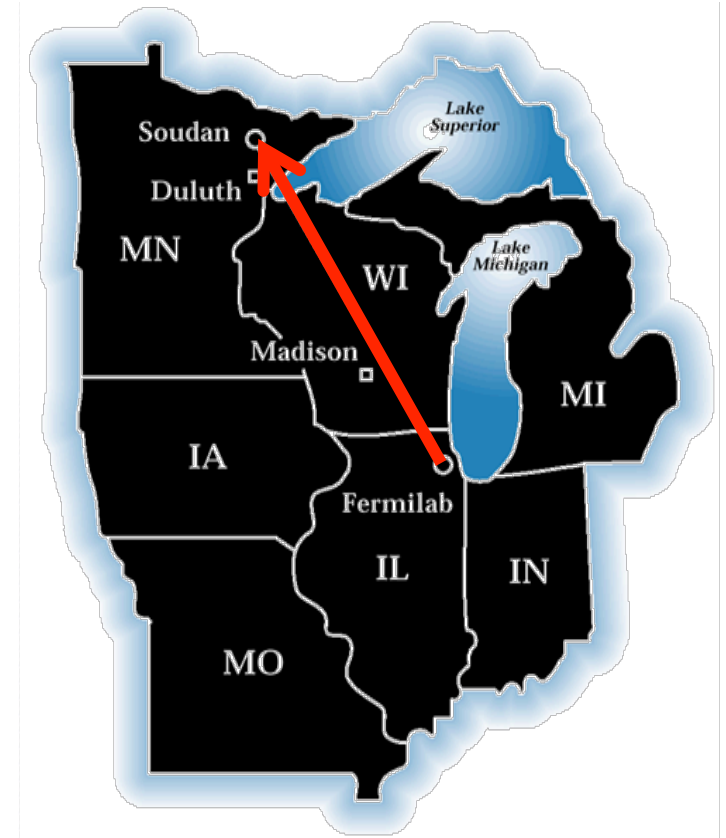 Lake
Superior
Soudan
Duluth
MN
Lake
Michigan
WI
Madison
MI
IA
Fermilab
IL
IN
MO